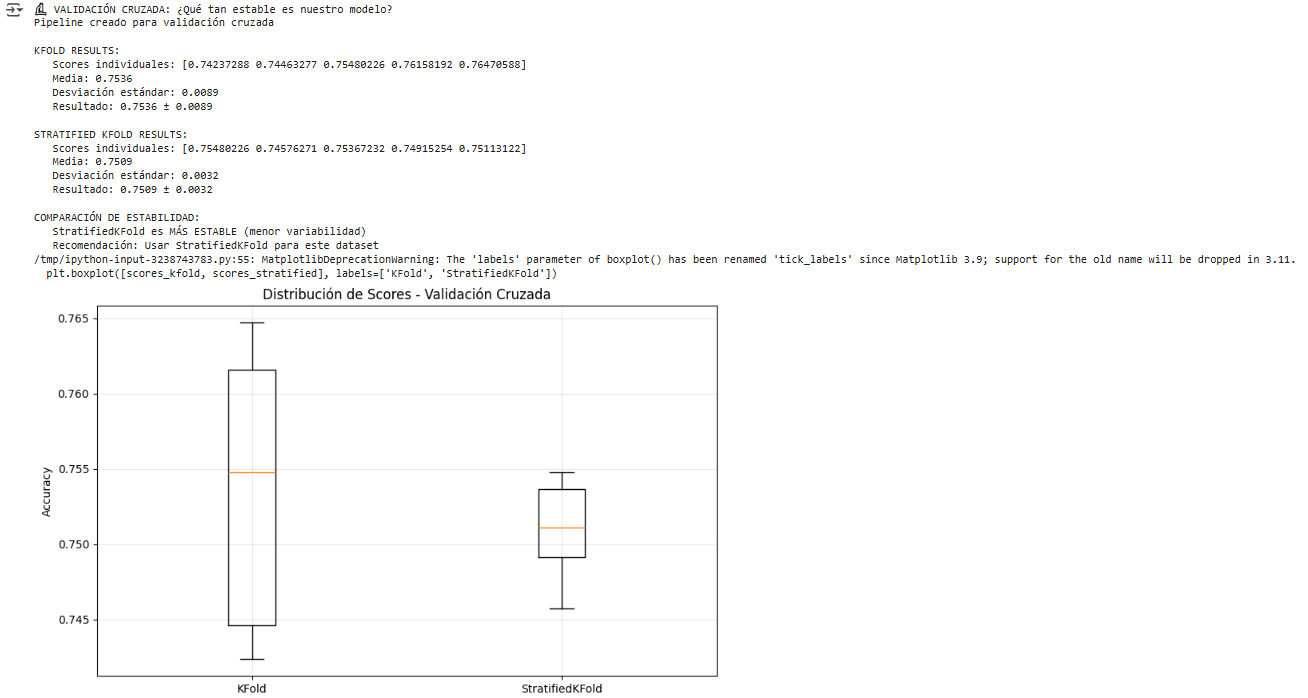 VALIDACIÓN CRUZADA: ¿Qué tan estable es nuestro modelo?
Pipeline creado para validación cruzada
KFOLD RESULTS:
Scores individuales: [0.74237288 0.74463277 0.75480226 0.76158192 0.76470588]
Media: 0.7536
Desviación estándar: 0.0089
Resultado: 0.7536 ± 0.0089
STRATIFIED KFOLD RESULTS:
Scores individuales: [0.75480226 0.74576271 0.75367232 0.74915254 0.75113122]
Media: 0.7509
Desviación estándar: 0.0032
Resultado: 0.7509 ± 0.0032
COMPARACIÓN DE ESTABILIDAD:
StratifiedKFold es MÁS ESTABLE (menor variabilidad)
Recomendación: Usar StratifiedKFold para este dataset
/tmp/ipython-input-3238743783.py:55: MatplotlibDeprecationWarning: The 'labels' parameter of boxplot() has been renamed 'tick_labels' since Matplotlib 3.9; support for the old name will be dropped in 3.11.
plt.boxplot([scores_kfold, scores_stratified], labels=['KFold', 'StratifiedKFold'])
Distribución de Scores - Validación Cruzada
0.765
0.760
0.755
0.750
0.745
Accuracy
KFold
StratifiedKFold